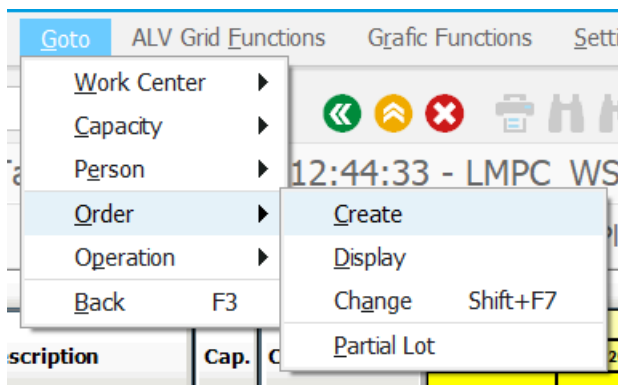 Goto ALV Grid Functions Grafic Functions
Work Center
Capacity
Person
12:44:33 - LMPC WS
Order
Create
Operation
Display
Back F3
Change Shift+F7
Partial Lot
Cap.